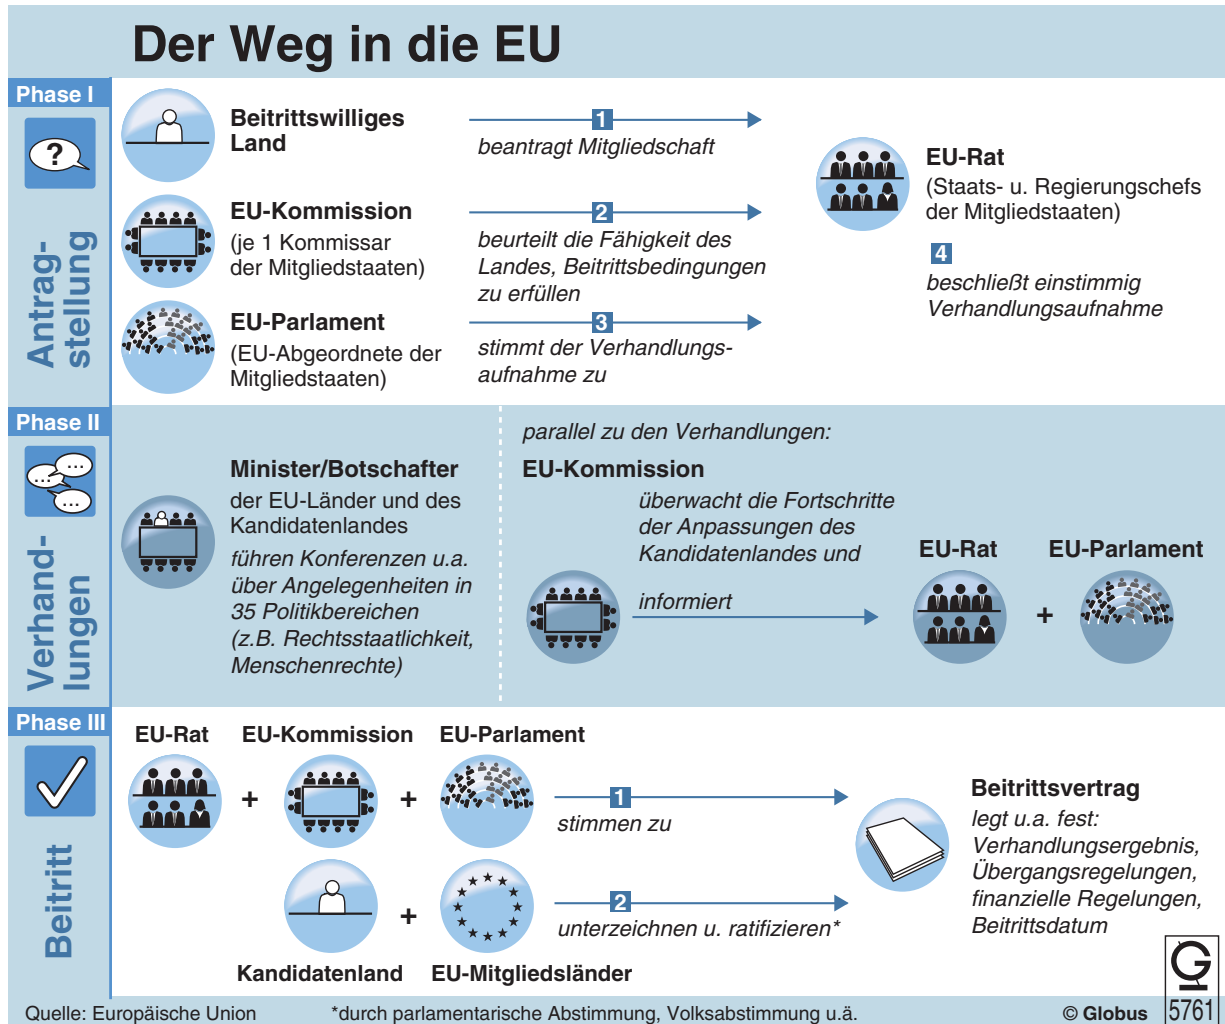 Der Weg in die EU
Phase I
Antrag-
stellung
?
Beitrittswilliges
Land
1
beantragt Mitgliedschaft
EU-Kommission
(je 1 Kommissar
der Mitgliedstaaten)
2
beurteilt die Fähigkeit des
Landes, Beitrittsbedingungen
zu erfüllen
EU-Parlament
(EU-Abgeordnete der
Mitgliedstaaten)
3
stimmt der Verhandlungs-
aufnahme zu
EU-Rat
(Staats- u. Regierungschefs
der Mitgliedstaaten)
4
beschließt einstimmig
Verhandlungsaufnahme
Phase II
Verhand-
lungen
...
...
...
Minister/Botschafter
der EU-Länder und des
Kandidatenlandes
führen Konferenzen u.a.
über Angelegenheiten in
35 Politikbereichen
(z.B. Rechtsstaatlichkeit,
Menschenrechte)
parallel zu den Verhandlungen:
EU-Kommission
überwacht die Fortschritte
der Anpassungen des
Kandidatenlandes und
informiert
EU-Rat
+
EU-Parlament
Phase III
Beitritt
EU-Rat
+
EU-Kommission
+
EU-Parlament
1
stimmen zu
Kandidatenland
+
EU-Mitgliedsländer
2
unterzeichnen u. ratifizieren*
Beitrittsvertrag
legt u.a. fest:
Verhandlungsergebnis,
Übergangsregelungen,
finanzielle Regelungen,
Beitrittsdatum
Quelle: Europäische Union
*durch parlamentarische Abstimmung, Volksabstimmung u.ä.
© Globus
G
5761